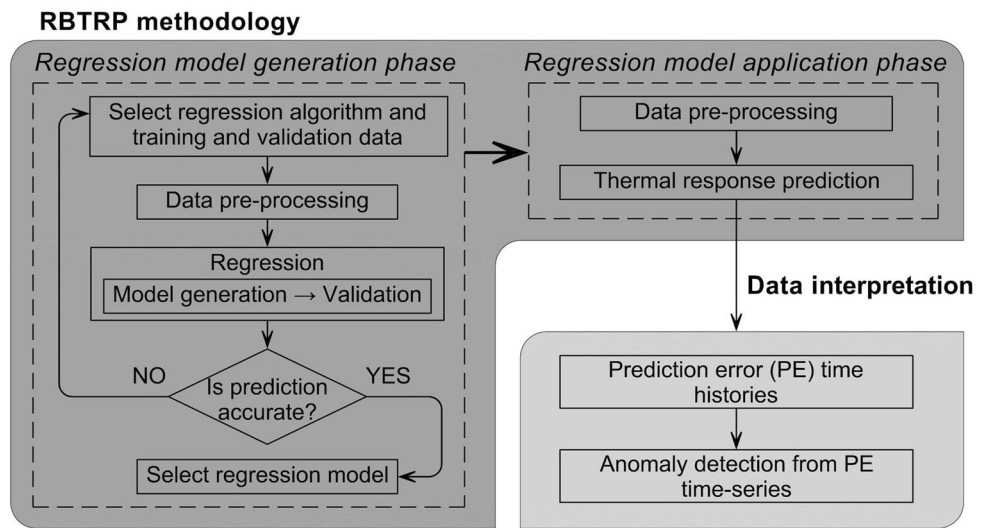 RBTRP methodology
Regression model generation phase
Select regression algorithm and
training and validation data
Data pre-processing
Regression
Model generation → Validation
NO
Is prediction
accurate?
YES
Select regression model
Regression model application phase
Data pre-processing
Thermal response prediction
Data interpretation
Prediction error (PE) time
histories
Anomaly detection from PE
time-series